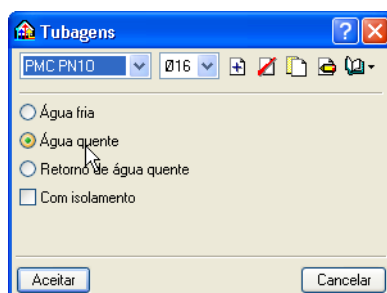 Tubagens
PMC PN10 Ø16
Água fria
Água quente
Retorno de água quente
Com isolamento
Aceitar Cancelar